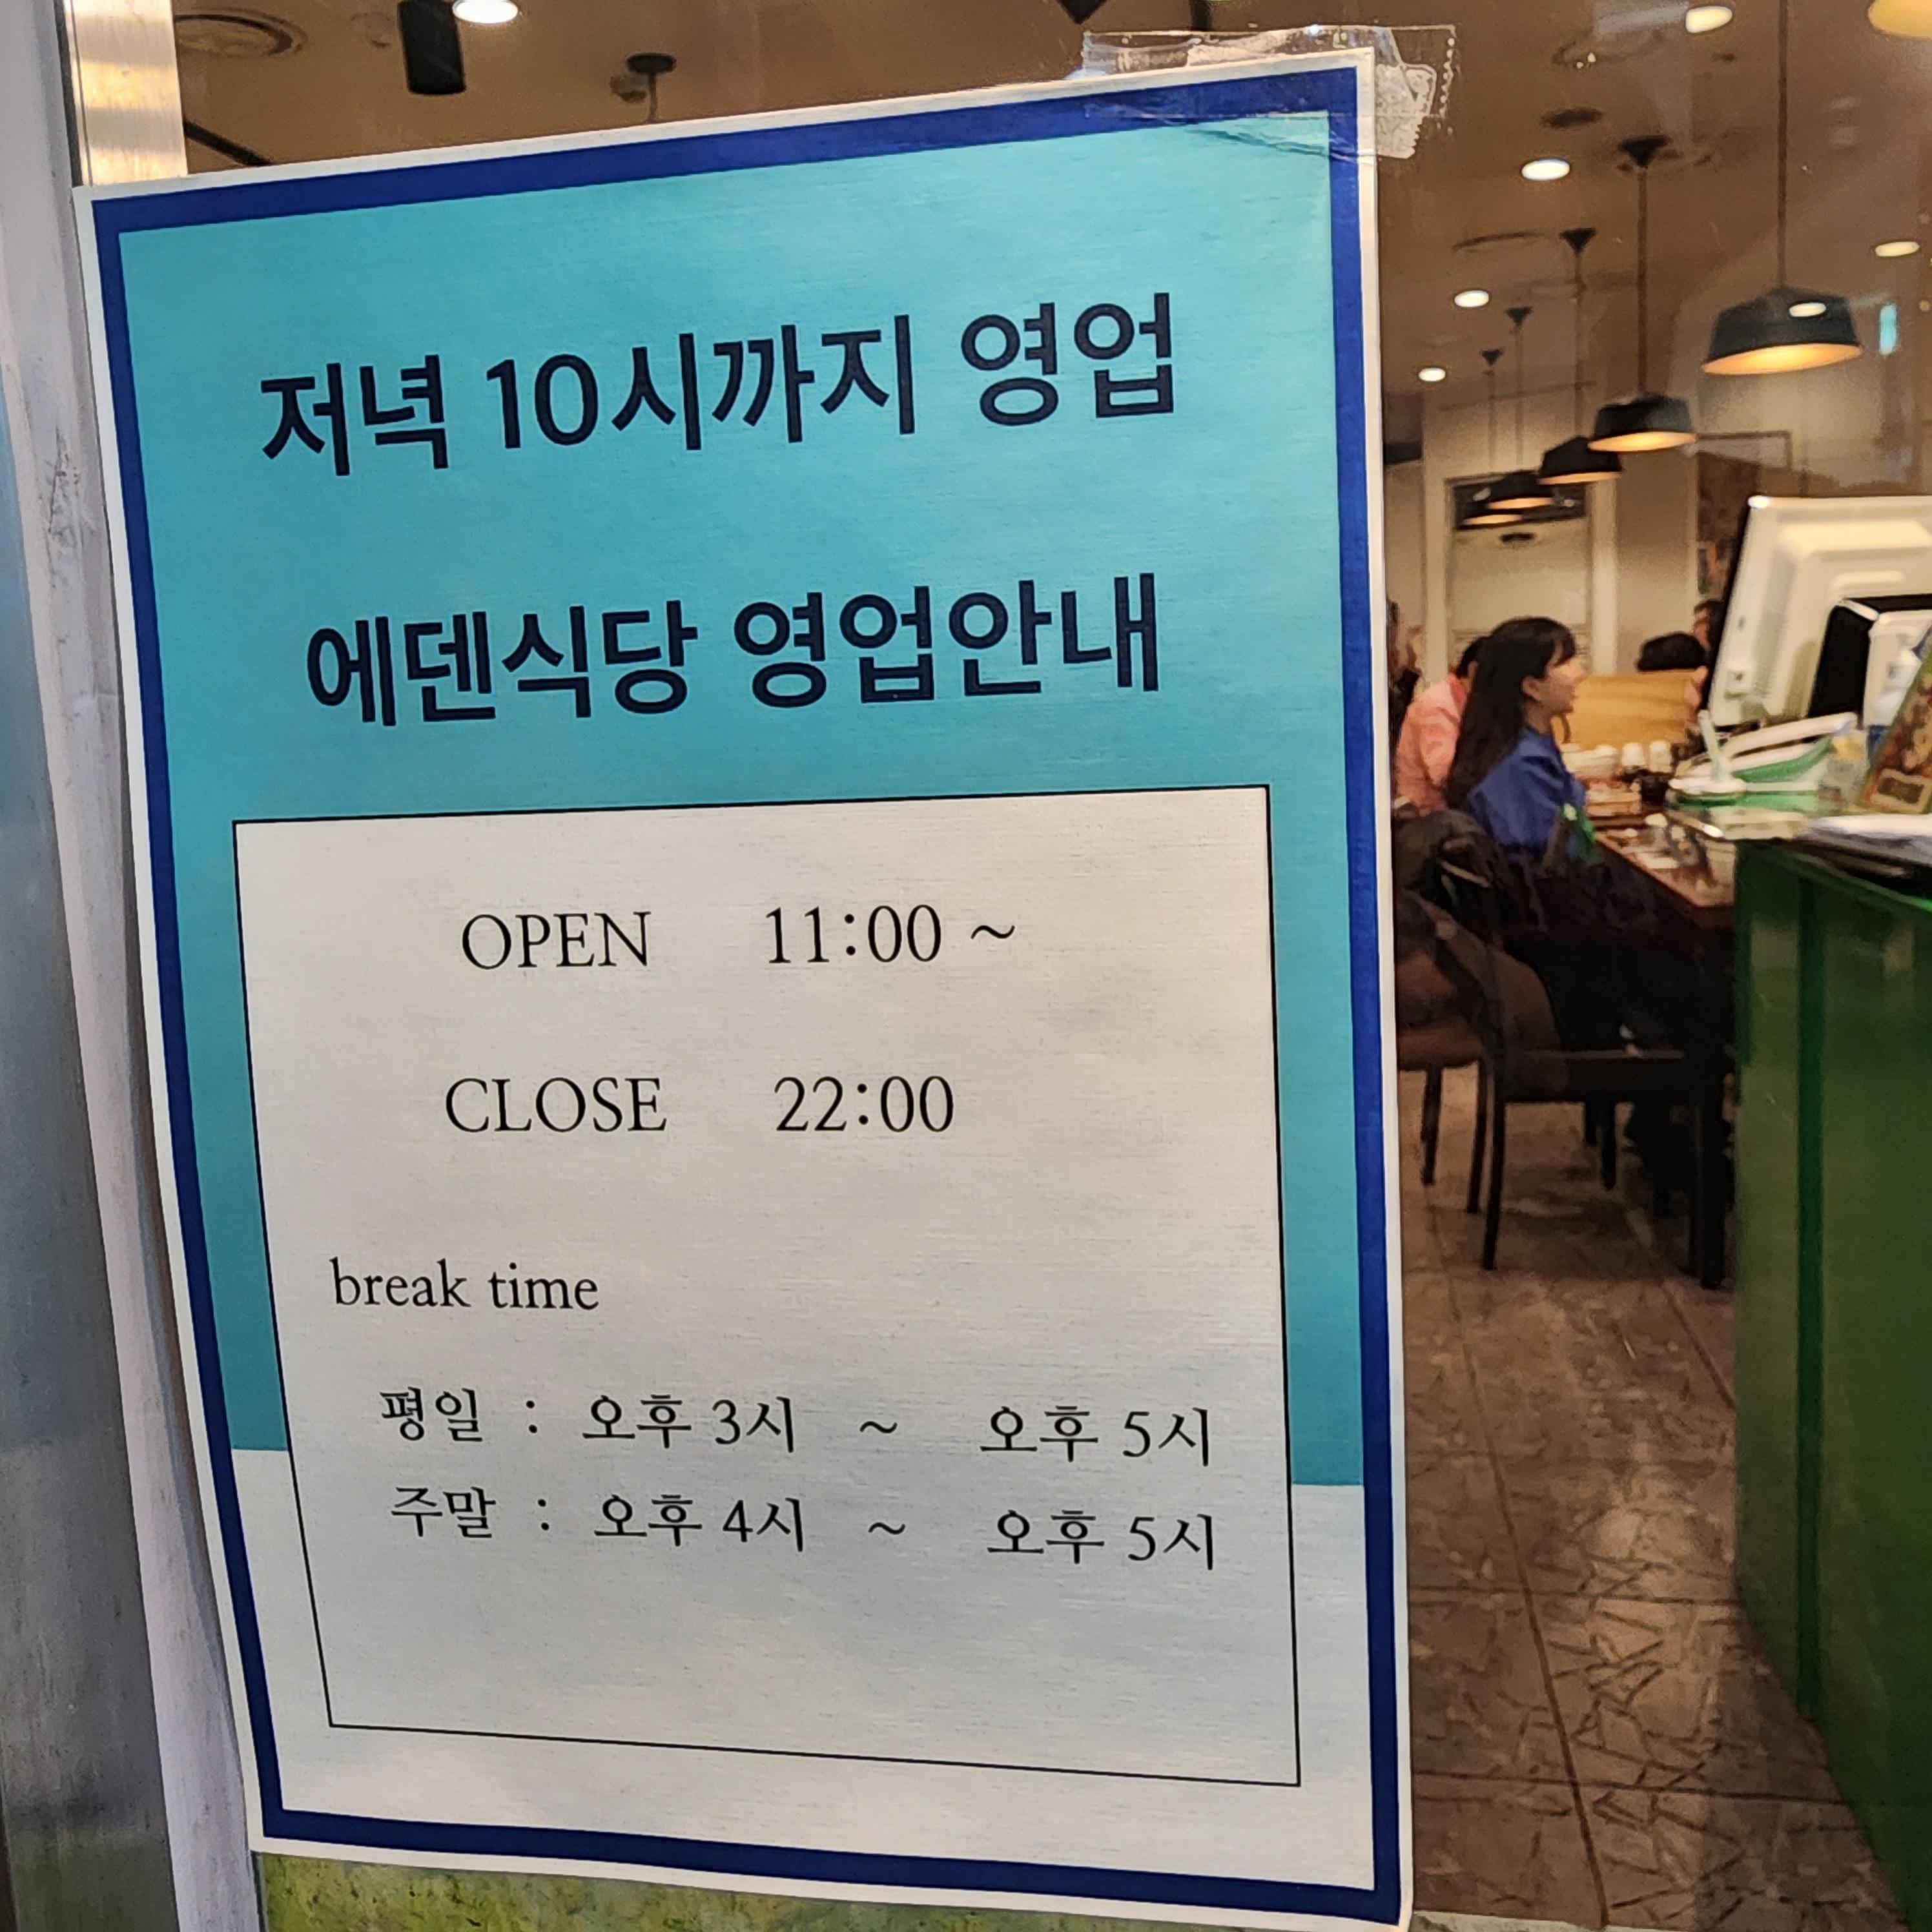 저녁 10시까지 영업
에덴식당 영업안내
OPEN 11:00 ~
CLOSE 22:00
break time
평일 : 오후 3시 ~ 오후 5시
주말 : 오후 4시 ~ 오후 5시